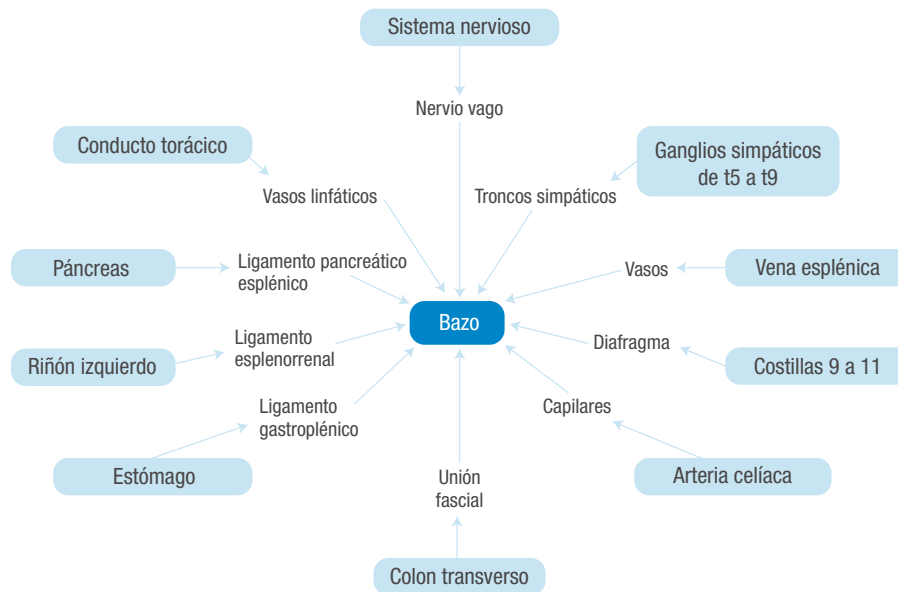 Sistema nervioso
Nervio vago
Conducto torácico
Vasos linfáticos
Troncos simpáticos
Ganglios simpáticos
de t5 a t9
Páncreas
Ligamento pancreático
esplénico
Vasos
Vena esplénica
Bazo
Riñón izquierdo
Ligamento
esplenorrenal
Diafragma
Costillas 9 a 11
Ligamento
gastroplénico
Capilares
Estómago
Unión
fascial
Arteria celíaca
Colon transverso